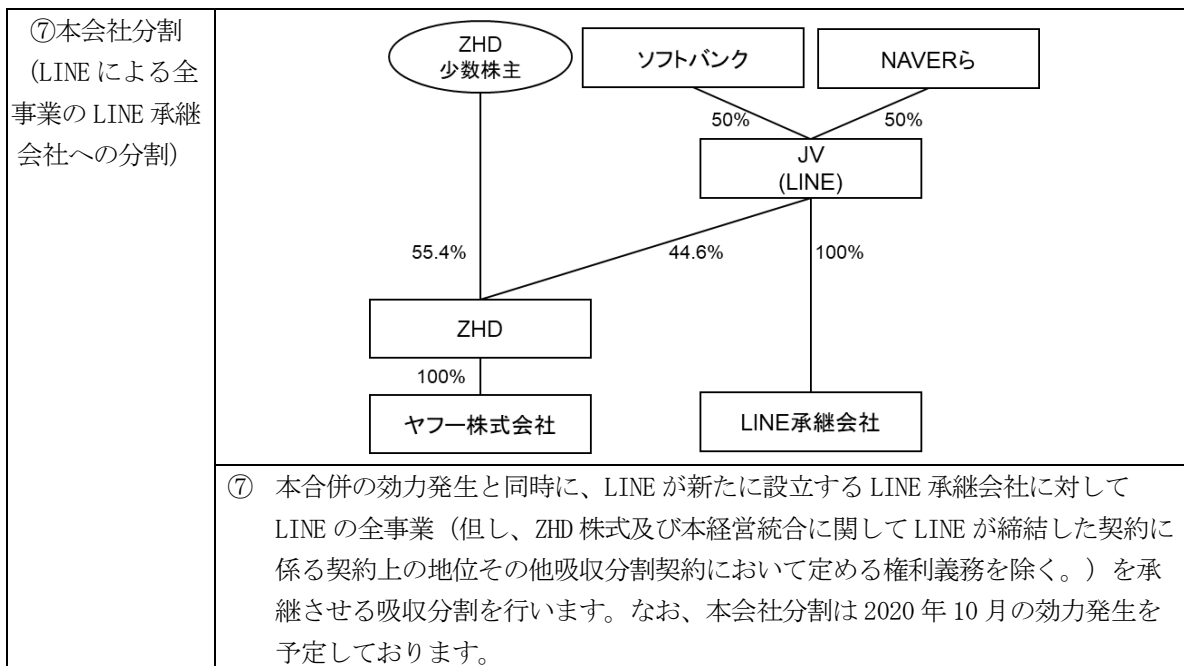 ⑦本会社分割
(LINE による全
事業の LINE 承継
会社への分割)
ZHD
少数株主
ソフトバンク
NAVERら
50%
50%
JV
(LINE)
55.4%
44.6%
100%
ZHD
100%
ヤフー株式会社
LINE承継会社
⑦ 本合併の効力発生と同時に、LINE が新たに設立する LINE 承継会社に対して
LINE の全事業(但し、ZHD 株式及び本経営統合に関して LINE が締結した契約に
係る契約上の地位その他吸収分割契約において定める権利義務を除く。)を承
継させる吸収分割を行います。なお、本会社分割は 2020 年 10 月の効力発生を
予定しております。